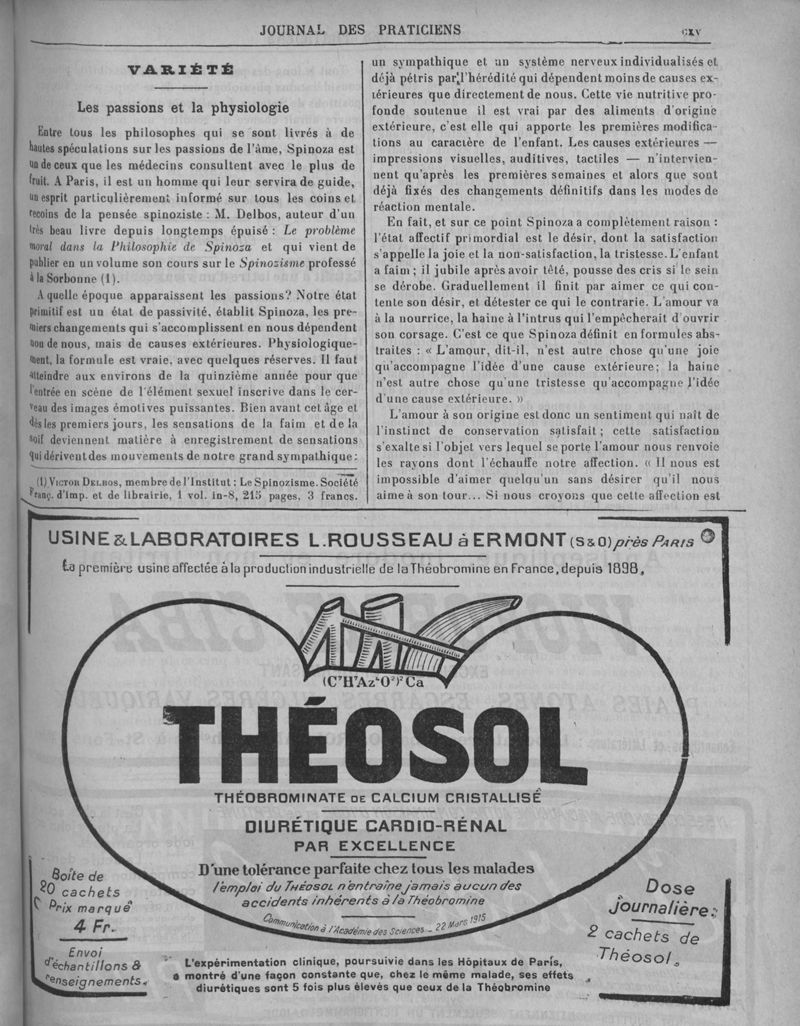 JOURNAL DES PRATICIENS
CXV
VARIÉTÉ
Les passions et la physiologie
Entre tous les philosophes qui se sont livrés à de
hautes spéculations sur les passions de l'âme, Spinoza est
un de ceux que les médecins consultent avec le plus de
fruit. A Paris, il est un homme qui leur servira de guide,
un esprit particulièrement informé sur tous les coins et
recoins de la pensée spinoziste : M. Delbos, auteur d'un
très beau livre depuis longtemps épuisé : Le problème
moral dans la Philosophie de Spinoza et qui vient de
publier en un volume son cours sur le Spinozisme professé
à la Sorbonne (1).
A quelle époque apparaissent les passions? Notre état
primitif est un état de passivité, établit Spinoza, les pre-
miers changements qui s'accomplissent en nous dépendent
non de nous, mais de causes extérieures. Physiologique-
ment, la formule est vraie, avec quelques réserves. Il faut
atteindre aux environs de la quinzième année pour que
l'entrée en scène de l'élément sexuel inscrive dans le cer-
veau des images émotives puissantes. Bien avant cet âge et
dès les premiers jours, les sensations de la faim et de la
soif deviennent matière à enregistrement de sensations
qui dérivent des mouvements de notre grand sympathique :
(1) VICTOR DELBOS, membre de l'Institut : Le Spinozisme. Société
Franç. d'imp. et de librairie, 1 vol. in-8, 215 pages, 3 francs.
un sympathique et un système nerveux individualisés et
déjà pétris par l'hérédité qui dépendent moins de causes ex-
térieures que directement de nous. Cette vie nutritive pro-
fonde soutenue il est vrai par des aliments d'origine
extérieure, c'est elle qui apporte les premières modifica-
tions au caractère de l'enfant. Les causes extérieures —
impressions visuelles, auditives, tactiles — n'intervien-
nent qu'après les premières semaines et alors que sont
déjà fixés des changements définitifs dans les modes de
réaction mentale.
En fait, et sur ce point Spinoza a complètement raison :
l'état affectif primordial est le désir, dont la satisfaction
s'appelle la joie et la non-satisfaction, la tristesse. L'enfant
a faim ; il jubile après avoir têté, pousse des cris si le sein
se dérobe. Graduellement il finit par aimer ce qui con-
tente son désir, et détester ce qui le contrarie. L'amour va
à la nourrice, la haine à l'intrus qui l'empêcherait d'ouvrir
son corsage. C'est ce que Spinoza définit en formules abs-
traites : « L'amour, dit-il, n'est autre chose qu'une joie
qu'accompagne l'idée d'une cause extérieure; la haine
n'est autre chose qu'une tristesse qu'accompagne l'idée
d'une cause extérieure. »
L'amour à son origine est donc un sentiment qui naît de
l'instinct de conservation satisfait ; cette satisfaction
s'exalte si l'objet vers lequel se porte l'amour nous renvoie
les rayons dont l'échauffe notre affection. « Il nous est
impossible d'aimer quelqu'un sans désirer qu'il nous
aime à son tour... Si nous croyons que cette affection est
USINE & LABORATOIRES L. ROUSSEAU à ERMONT (S & O) près PARIS
La première usine affectée à la production industrielle de la Théobromine en France, depuis 1898.
(C⁷H⁷Az⁴O²)² Ca
THÉOSOL
THÉOBROMINATE DE CALCIUM CRISTALLISÉ
DIURÉTIQUE CARDIO-RÉNAL
PAR EXCELLENCE
D'une tolérance parfaite chez tous les malades
l'emploi du THÉOSOL n'entraîne jamais aucun des
accidents inhérents à la Théobromine
Communication à l'Académie des Sciences - 22 Mars 1915
Boîte de
20 cachets
Prix marqué
4 Fr.
Envoi
d'échantillons &
renseignements.
L'expérimentation clinique, poursuivie dans les Hôpitaux de Paris,
a montré d'une façon constante que, chez le même malade, ses effets
diurétiques sont 5 fois plus élevés que ceux de la Théobromine
Dose
journalière:
2 cachets de
Théosol.